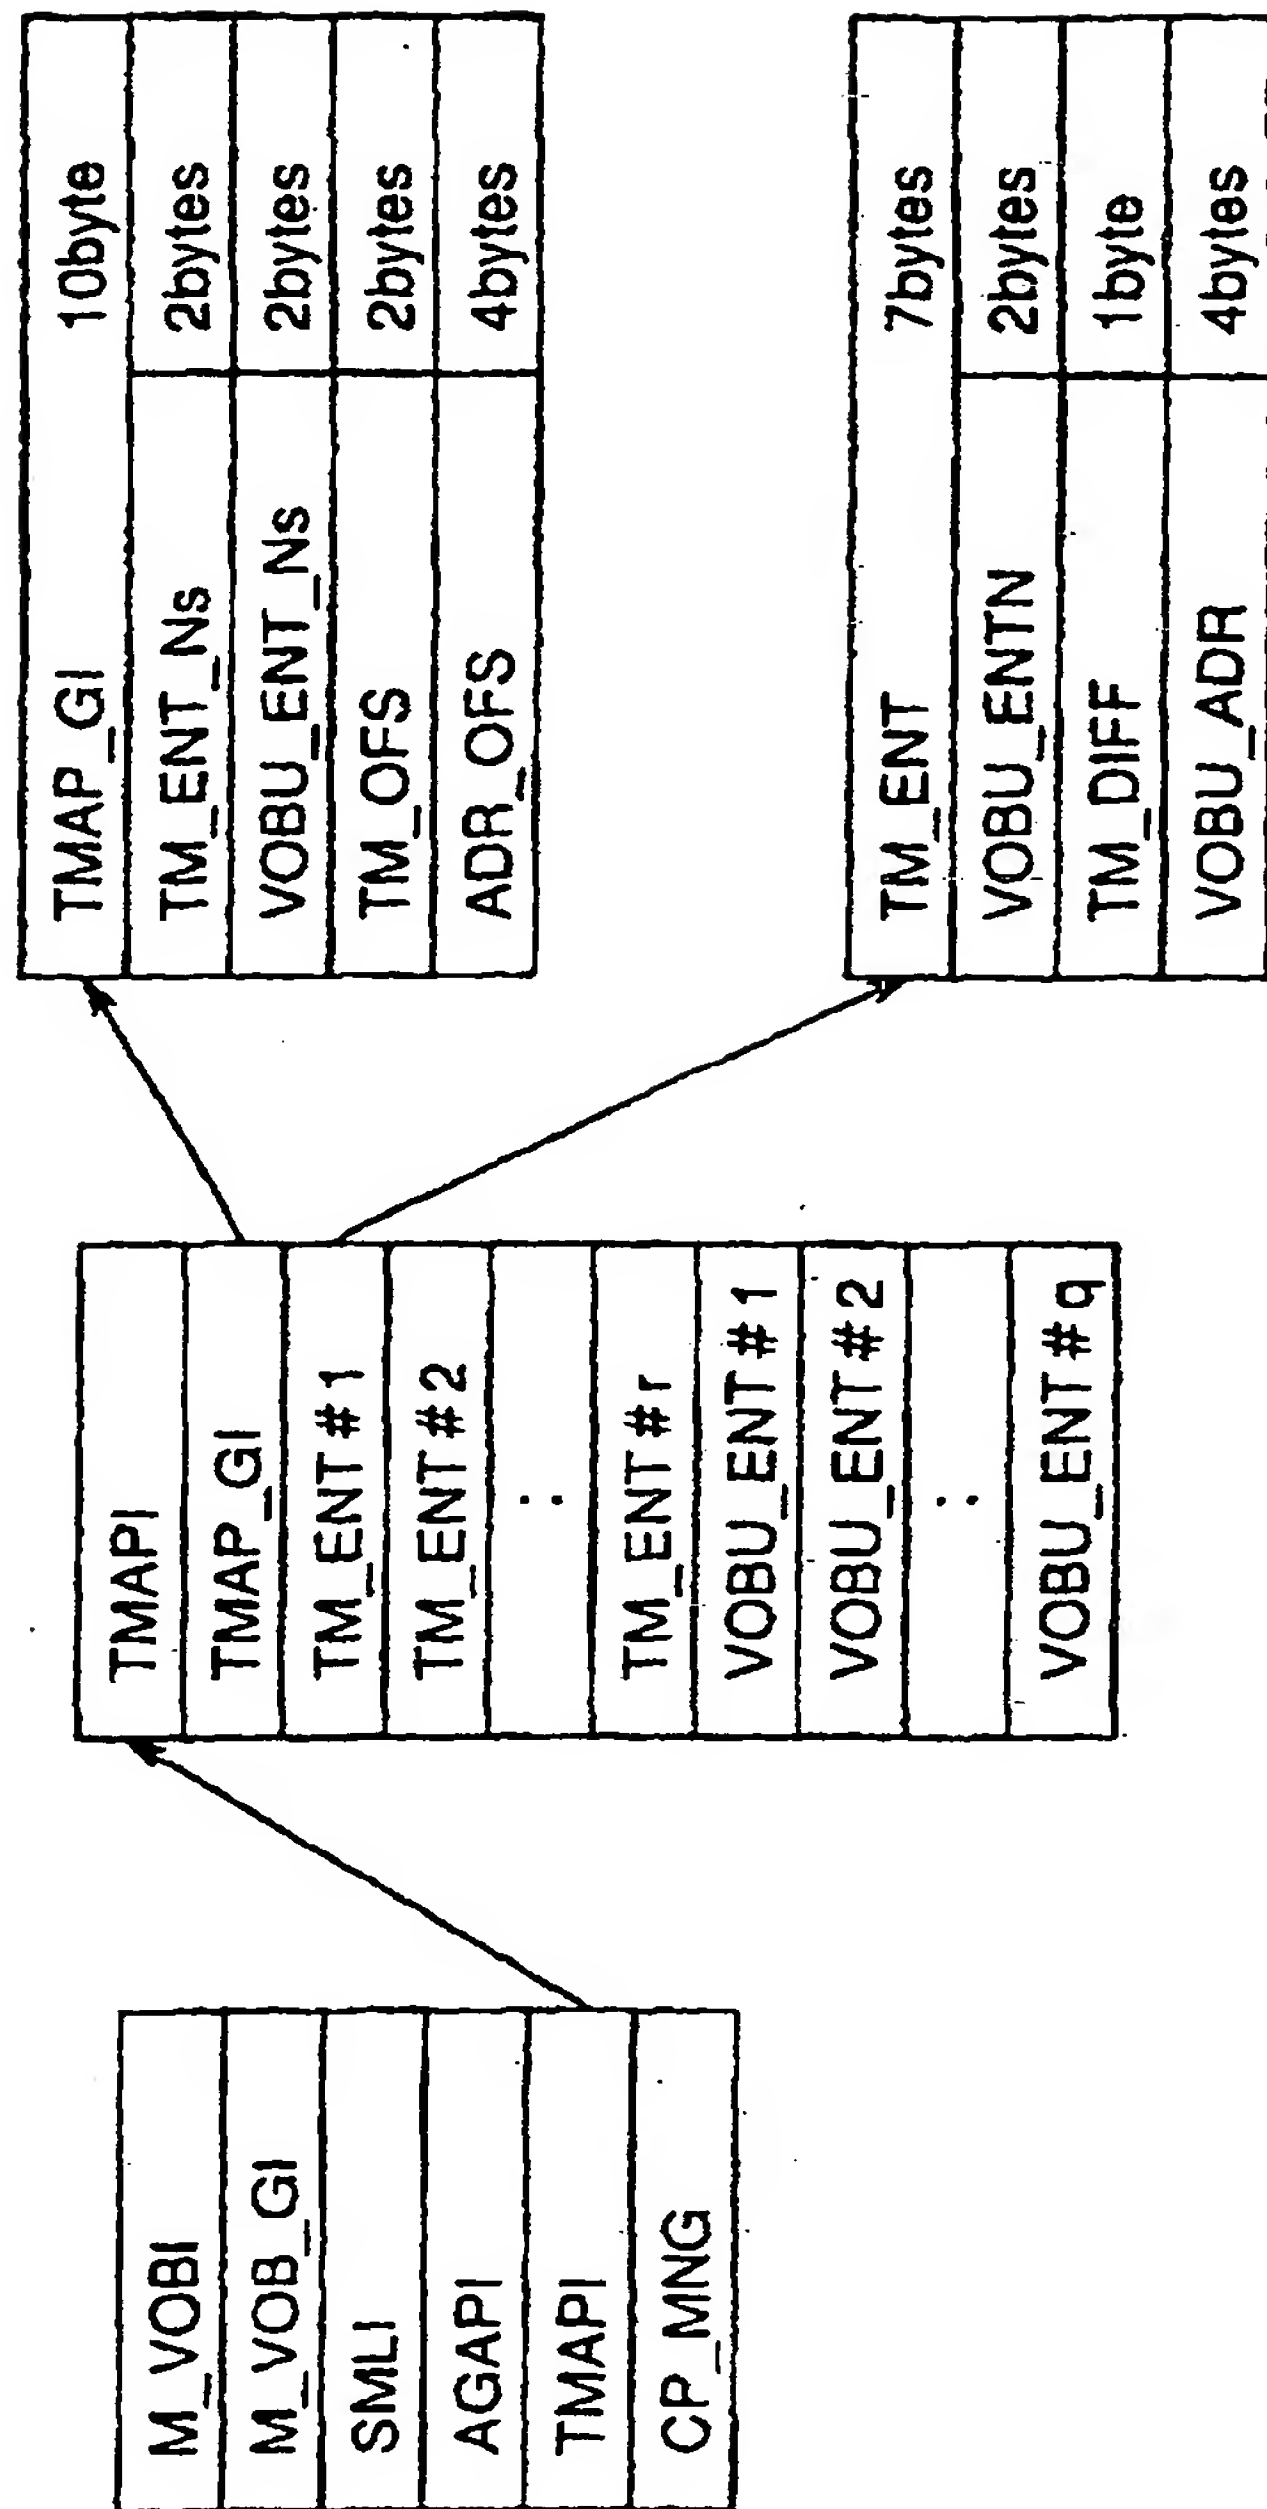 M_VOBI
M_VOB_GI
SMLI
AGAPI
TMAPI
CP_MNG
TMAPI
TMAP_GI
TM_ENT#1
TM_ENT#2
:
TM_ENT#r
VOBU_ENT#1
VOBU_ENT#2
:
VOBU_ENT#q
TMAP_GI 10byte
TM_ENT_Ns 2bytes
VOBU_ENT_Ns 2bytes
TM_OFS 2bytes
ADR_OFS 4bytes
TM_ENT 7bytes
VOBU_ENTN 2bytes
TM_DIFF 1byte
VOBU_ADR 4bytes